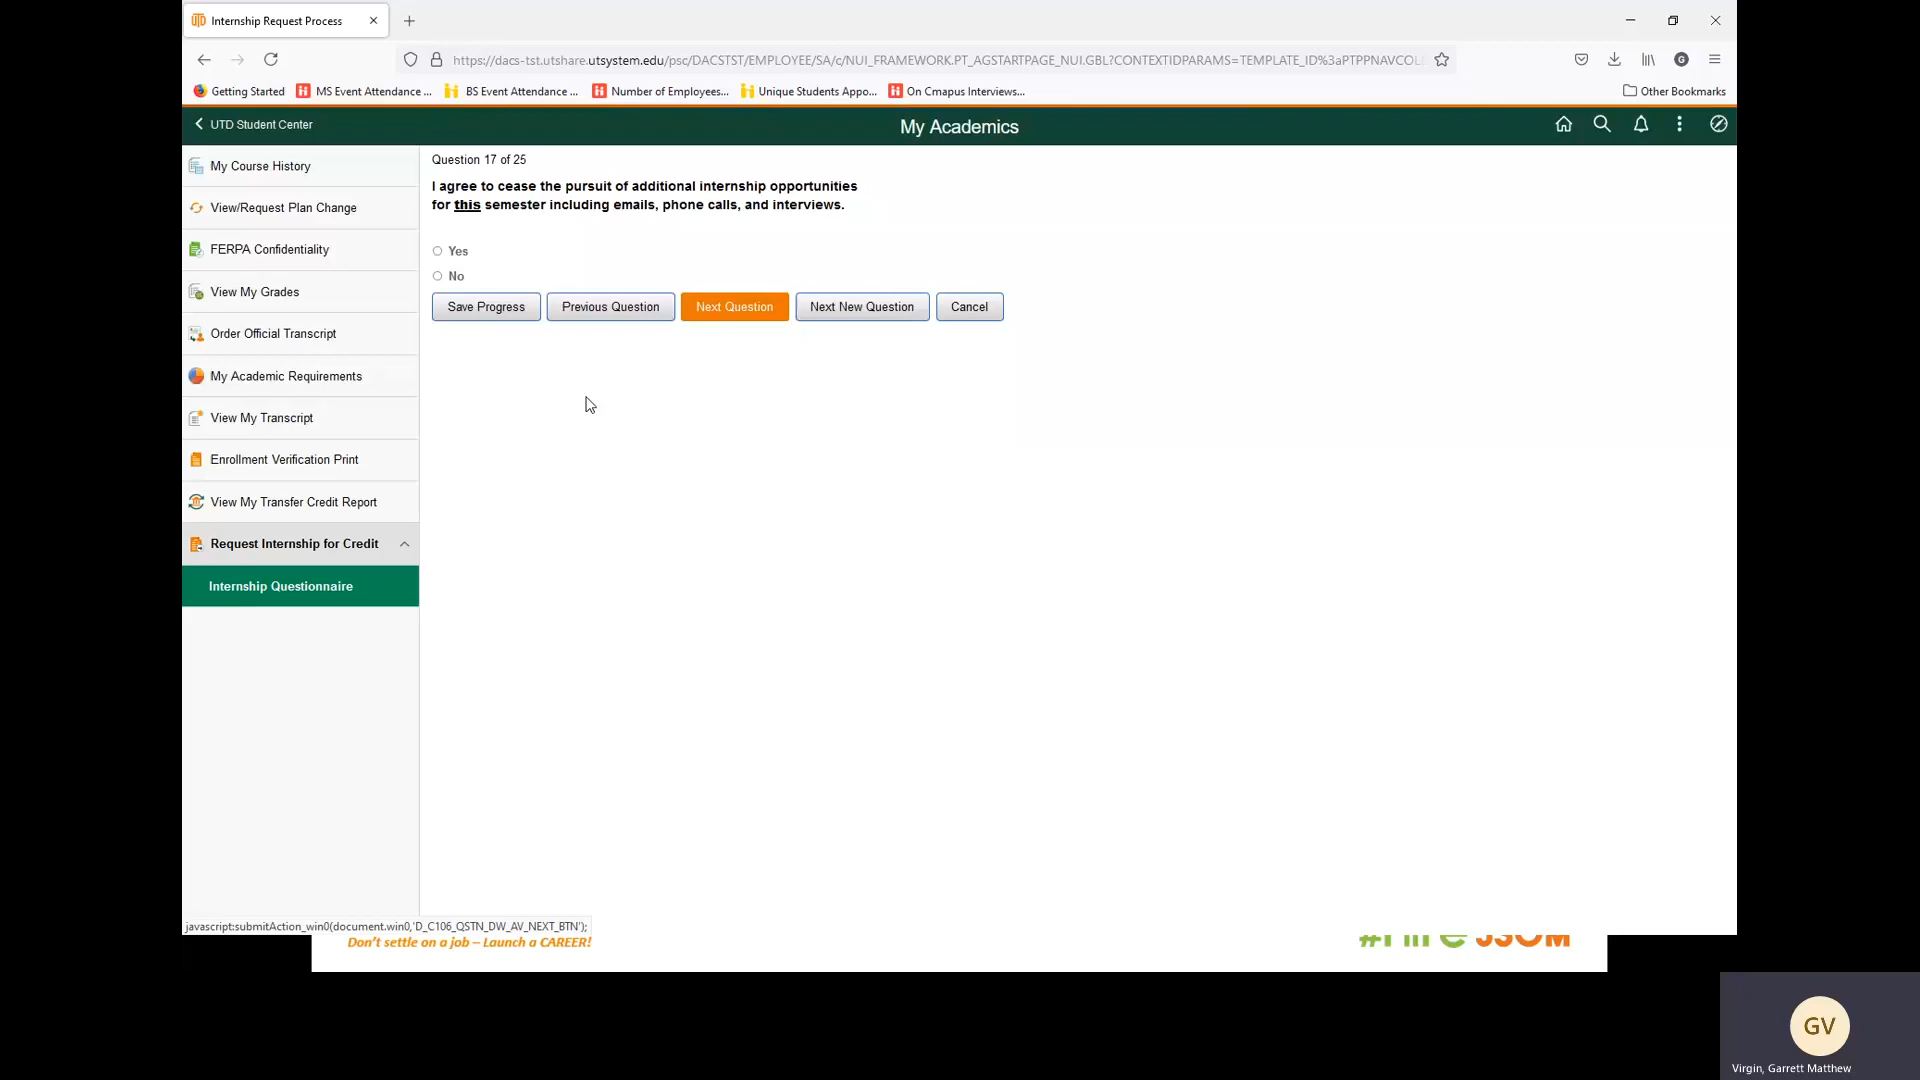 Internship Request Process
https://dacs-tst.utshare.utsystem.edu/psc/DACSTST/EMPLOYEE/SA/c/NUI_FRAMEWORK.PT_AGSTARTPAGE_NUI.GBL?CONTEXTIDPARAMS=TEMPLATE_ID%3aPTPPNAVCOL
Getting Started
MS Event Attendance ...
BS Event Attendance ...
Number of Employees...
Unique Students Appo...
On Cmapus Interviews...
Other Bookmarks
UTD Student Center
My Academics
My Course History
View/Request Plan Change
FERPA Confidentiality
View My Grades
Order Official Transcript
My Academic Requirements
View My Transcript
Enrollment Verification Print
View My Transfer Credit Report
Request Internship for Credit
Internship Questionnaire
Question 17 of 25
I agree to cease the pursuit of additional internship opportunities
for this semester including emails, phone calls, and interviews.
Yes
No
Save Progress
Previous Question
Next Question
Next New Question
Cancel
javascript:submitAction_win0(document.win0,'D_C106_QSTN_DW_AV_NEXT_BTN');
Don't settle on a job – Launch a CAREER!
GV
Virgin, Garrett Matthew